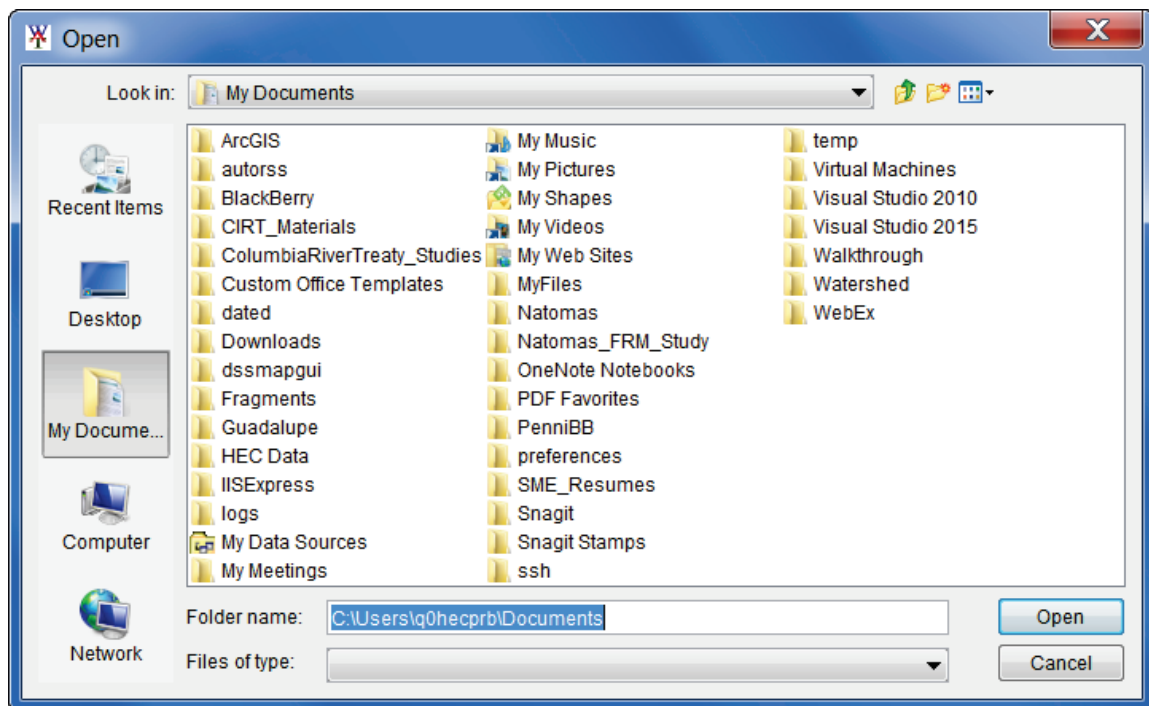 Open
X
Look in: My Documents
Recent Items
Desktop
My Docume...
Computer
Network
ArcGIS
autorss
BlackBerry
CIRT_Materials
ColumbiaRiverTreaty_Studies
Custom Office Templates
dated
Downloads
dssmapgui
Fragments
Guadalupe
HEC Data
IISExpress
logs
My Data Sources
My Meetings
My Music
My Pictures
My Shapes
My Videos
My Web Sites
MyFiles
Natomas
Natomas_FRM_Study
OneNote Notebooks
PDF Favorites
PenniBB
preferences
SME_Resumes
Snagit
Snagit Stamps
ssh
temp
Virtual Machines
Visual Studio 2010
Visual Studio 2015
Walkthrough
Watershed
WebEx
Folder name: C:\Users\q0hecprb\Documents
Open
Files of type:
Cancel